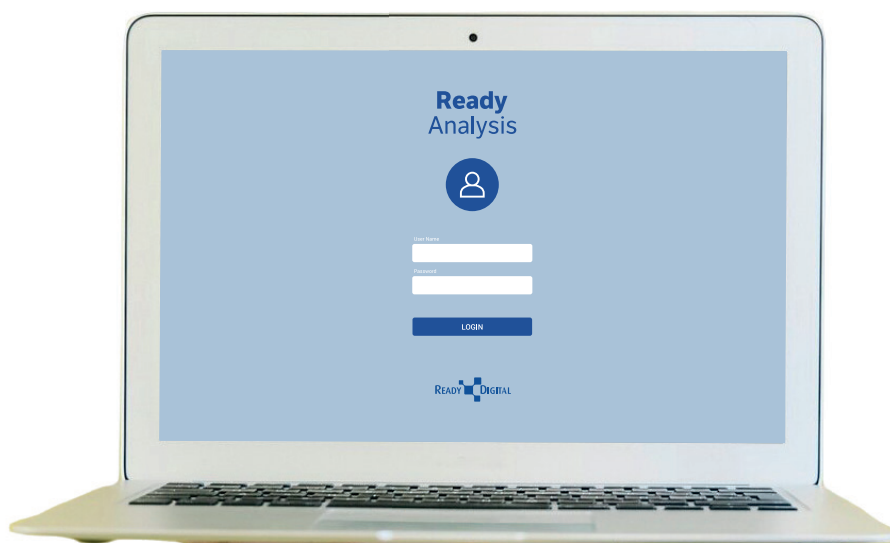 Ready
Analysis
User Name
Password
LOGIN
READY DIGITAL